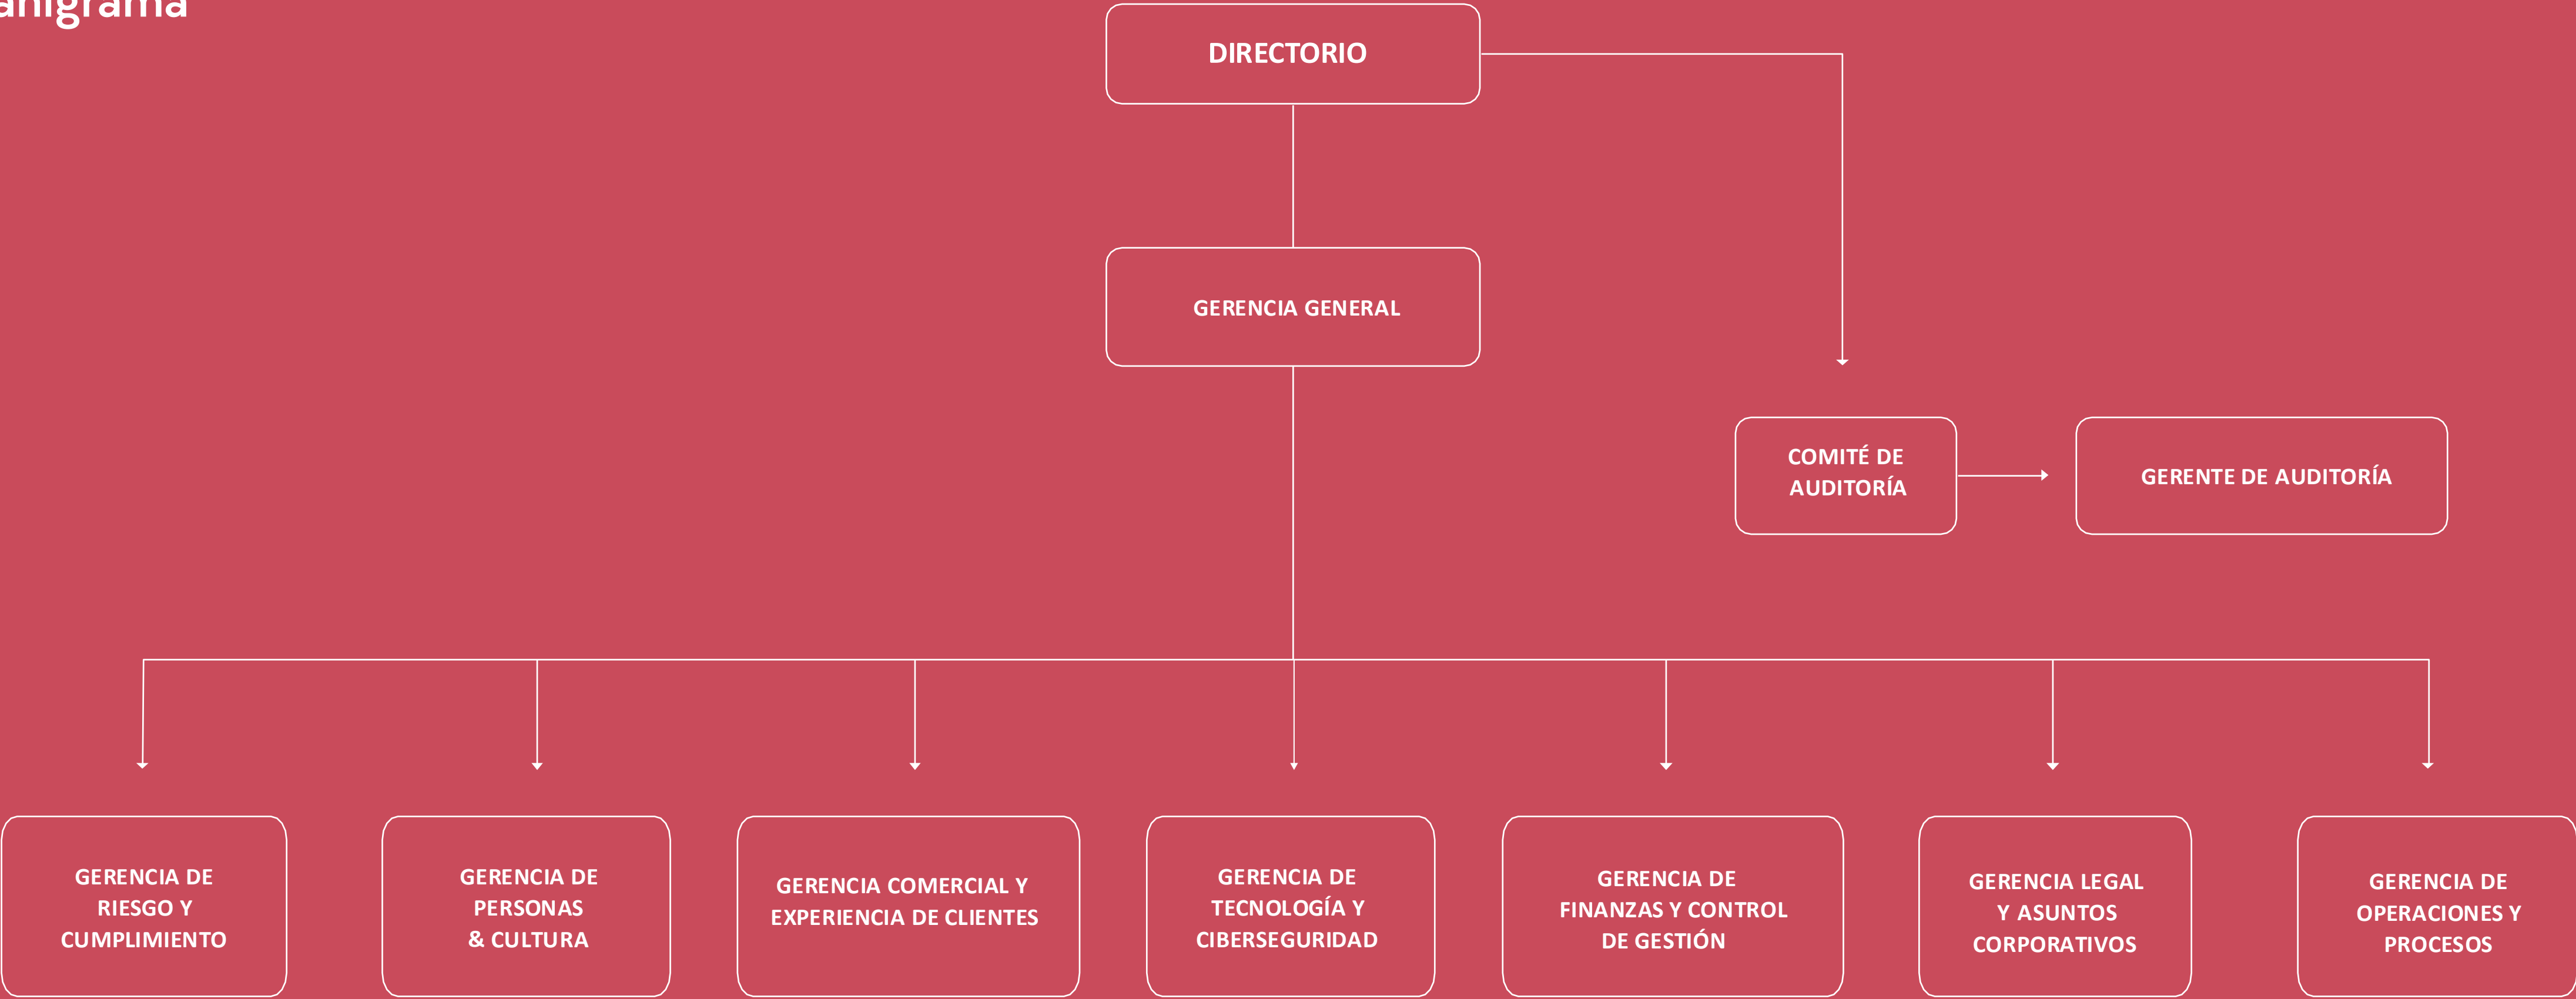 anigrama
DIRECTORIO
GERENCIA GENERAL
COMITÉ DE
AUDITORÍA
GERENTE DE AUDITORÍA
GERENCIA DE
RIESGO Y
CUMPLIMIENTO
GERENCIA DE
PERSONAS
& CULTURA
GERENCIA COMERCIAL Y
EXPERIENCIA DE CLIENTES
GERENCIA DE
TECNOLOGÍA Y
CIBERSEGURIDAD
GERENCIA DE
FINANZAS Y CONTROL
DE GESTIÓN
GERENCIA LEGAL
Y ASUNTOS
CORPORATIVOS
GERENCIA DE
OPERACIONES Y
PROCESOS